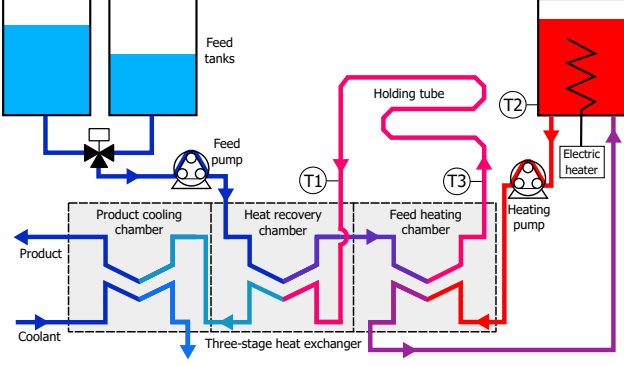 Feed
tanks
Holding tube
T2
Feed
pump
Electric
heater
T1
T3
Heating
pump
Product cooling
chamber
Heat recovery
chamber
Feed heating
chamber
Product
Coolant
Three-stage heat exchanger